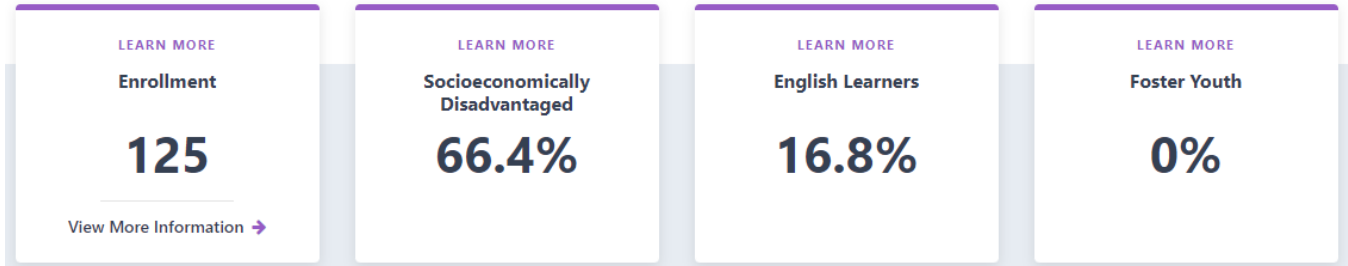 LEARN MORE
Enrollment
125
View More Information
LEARN MORE
Socioeconomically
Disadvantaged
66.4%
LEARN MORE
English Learners
16.8%
LEARN MORE
Foster Youth
0%